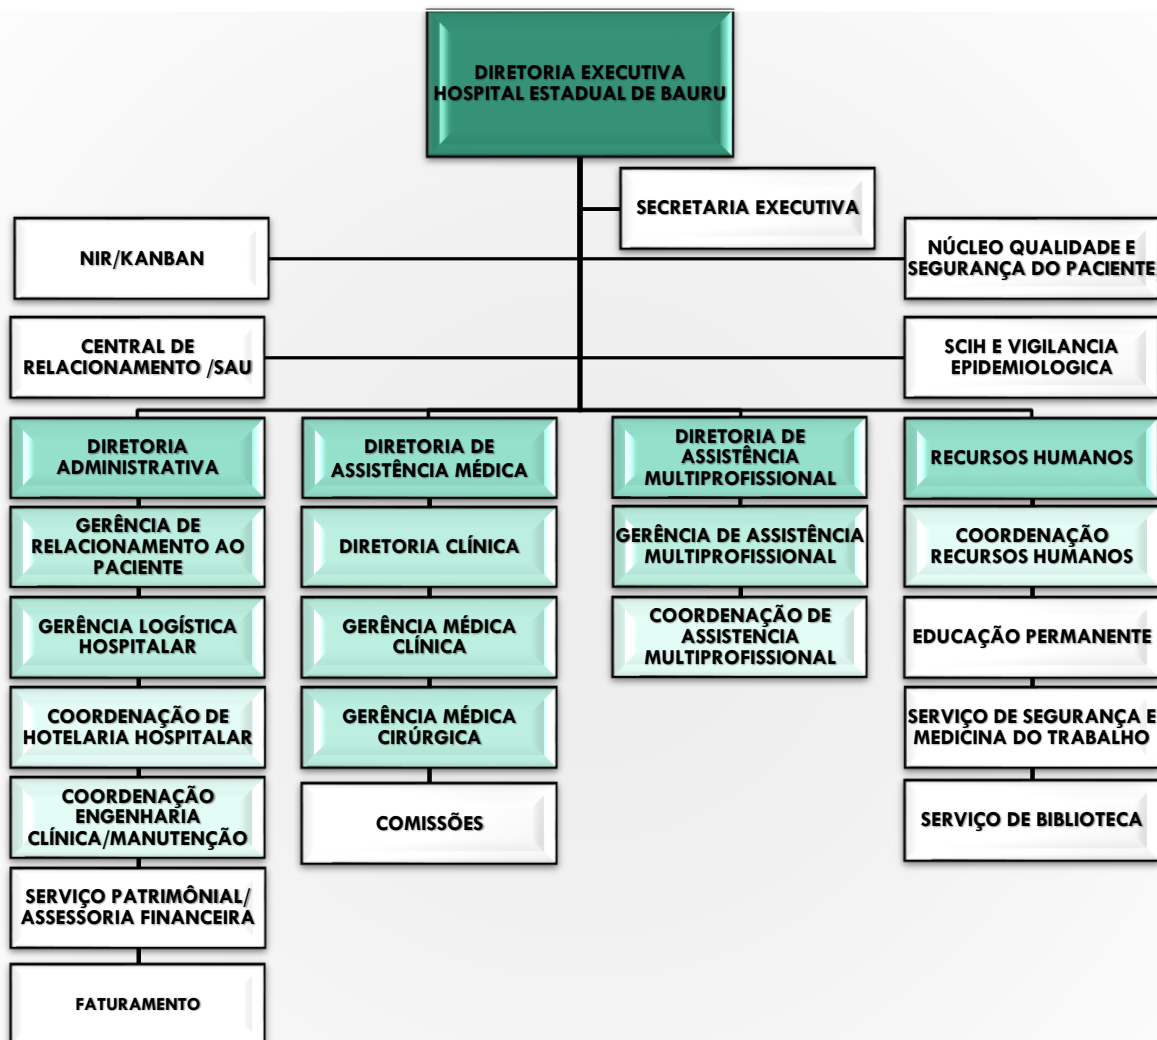 DIRETORIA EXECUTIVA
HOSPITAL ESTADUAL DE BAURU
SECRETARIA EXECUTIVA
NIR/KANBAN
NÚCLEO QUALIDADE E
SEGURANÇA DO PACIENTE
CENTRAL DE
RELACIONAMENTO /SAU
SCIH E VIGILANCIA
EPIDEMIOLOGICA
DIRETORIA
ADMINISTRATIVA
GERÊNCIA DE
RELACIONAMENTO AO
PACIENTE
GERÊNCIA LOGÍSTICA
HOSPITALAR
COORDENAÇÃO DE
HOTELARIA HOSPITALAR
COORDENAÇÃO
ENGENHARIA
CLÍNICA/MANUTENÇÃO
SERVIÇO PATRIMÔNIAL/
ASSESSORIA FINANCEIRA
FATURAMENTO
DIRETORIA DE
ASSISTÊNCIA MÉDICA
DIRETORIA CLÍNICA
GERÊNCIA MÉDICA
CLÍNICA
GERÊNCIA MÉDICA
CIRÚRGICA
COMISSÕES
DIRETORIA DE
ASSISTÊNCIA
MULTIPROFISSIONAL
GERÊNCIA DE ASSISTÊNCIA
MULTIPROFISSIONAL
COORDENAÇÃO DE
ASSISTENCIA
MULTIPROFISSIONAL
RECURSOS HUMANOS
COORDENAÇÃO
RECURSOS HUMANOS
EDUCAÇÃO PERMANENTE
SERVIÇO DE SEGURANÇA E
MEDICINA DO TRABALHO
SERVIÇO DE BIBLIOTECA